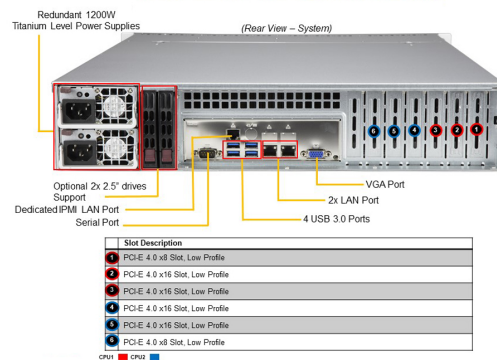 Redundant 1200W
Titanium Level Power Supplies
(Rear View – System)
6 5 4 3 2 1
Optional 2x 2.5" drives
Support
Dedicated IPMI LAN Port
Serial Port
VGA Port
2x LAN Port
4 USB 3.0 Ports
Slot Description
1 PCI-E 4.0 x8 Slot, Low Profile
2 PCI-E 4.0 x16 Slot, Low Profile
3 PCI-E 4.0 x16 Slot, Low Profile
4 PCI-E 4.0 x16 Slot, Low Profile
5 PCI-E 4.0 x16 Slot, Low Profile
6 PCI-E 4.0 x8 Slot, Low Profile
CPU1 CPU2